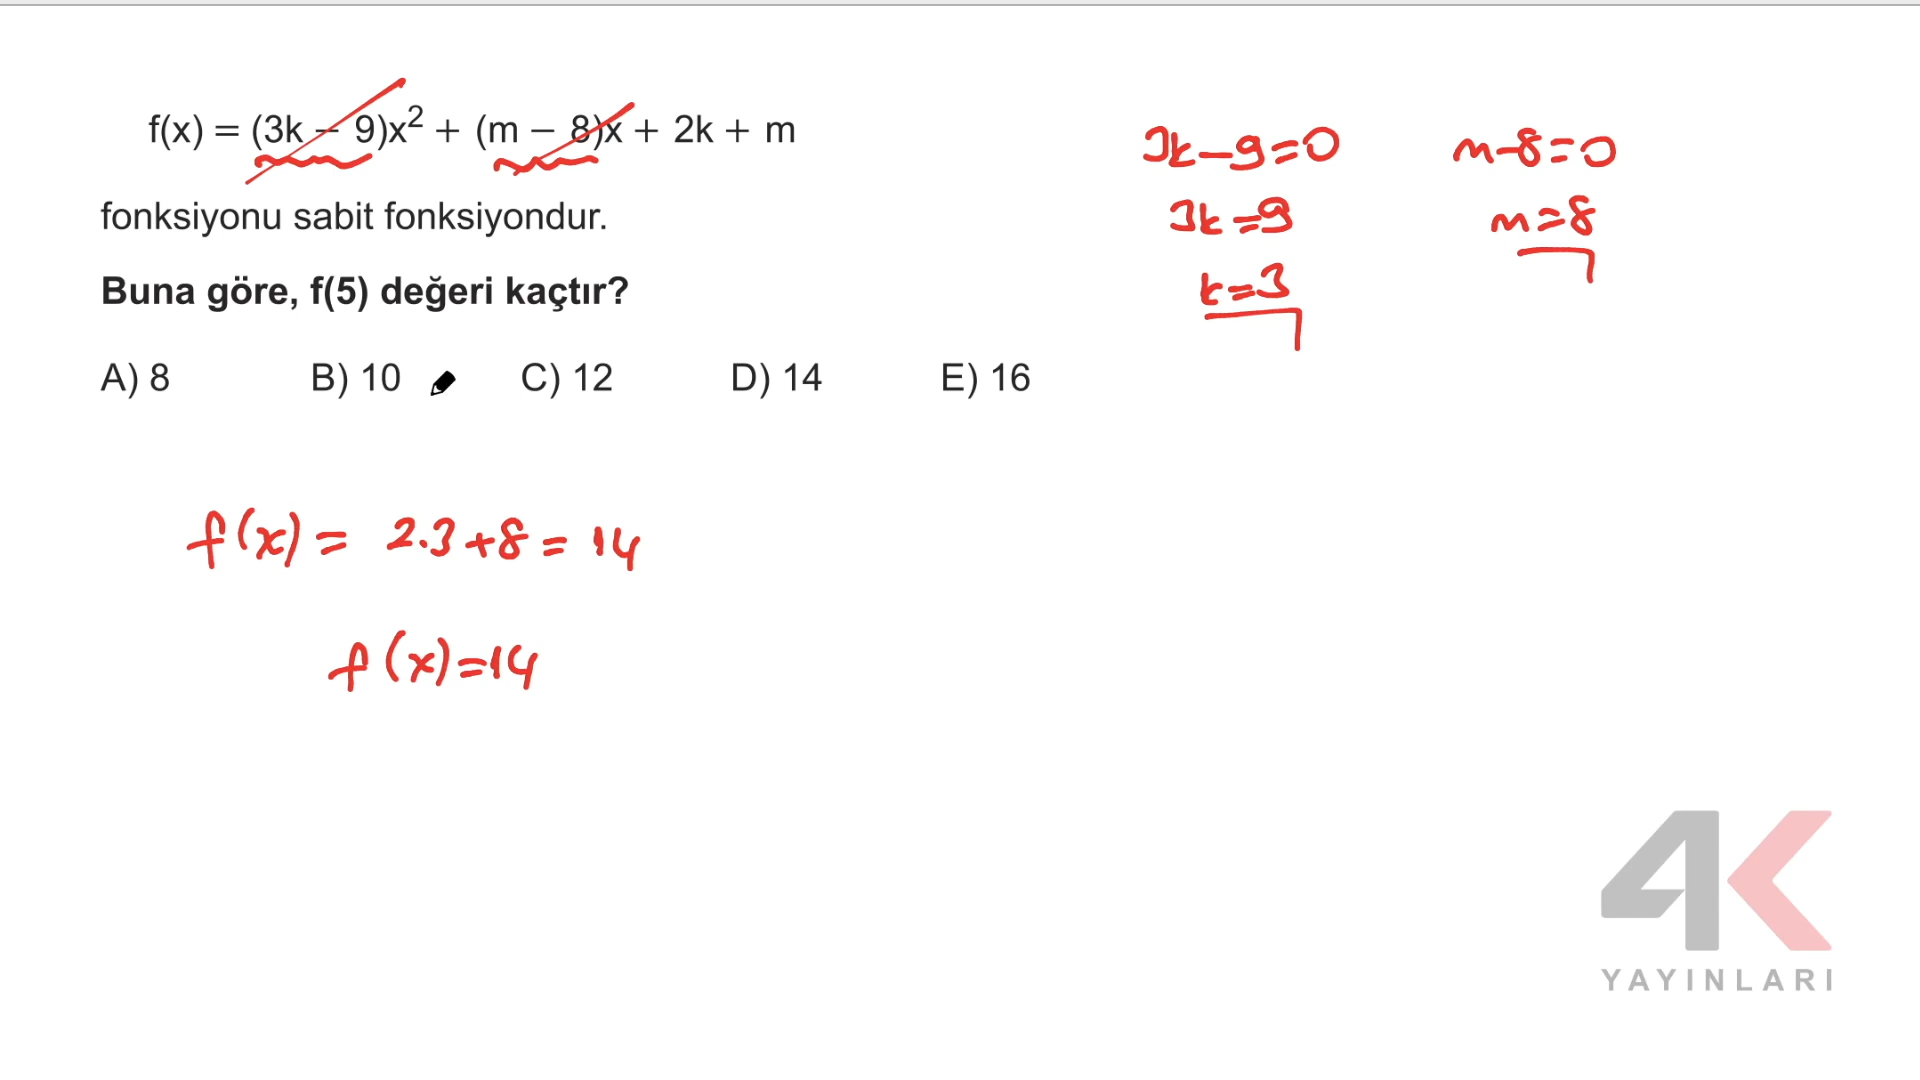 f(x) = (3k − 9)x² + (m − 8)x + 2k + m
fonksiyonu sabit fonksiyondur.
Buna göre, f(5) değeri kaçtır?
A) 8 B) 10 C) 12 D) 14 E) 16
3k-9=0
3k=9
k=3
m-8=0
m=8
f(x) = 2.3+8 = 14
f(x)=14
4K
YAYINLARI